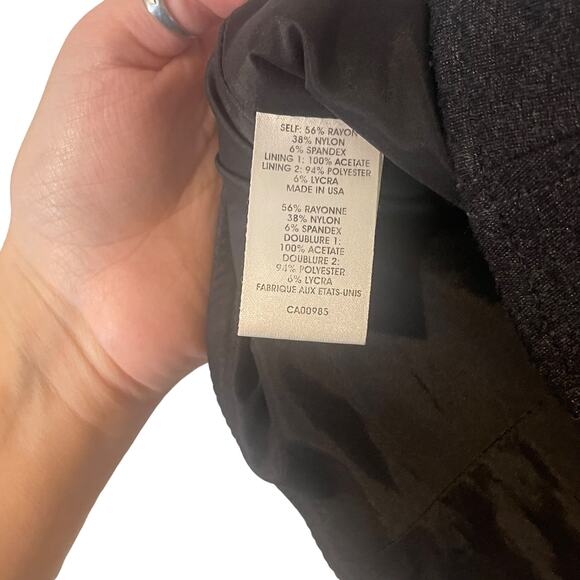 SELF: 56% RAYON
38% NYLON
6% SPANDEX
LINING 1: 100% ACETATE
LINING 2: 94% POLYESTER
6% LYCRA
MADE IN USA
56% RAYONNE
38% NYLON
6% SPANDEX
DOUBLURE 1:
100% ACETATE
DOUBLURE 2:
94% POLYESTER
6% LYCRA
FABRIQUE AUX ETATS-UNIS
CA00985